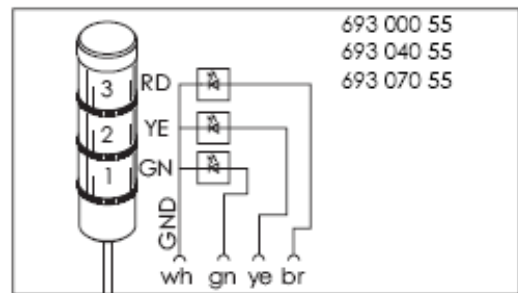 693 000 55
693 040 55
693 070 55
3 RD
2 YE
1 GN
GND
wh gn ye br